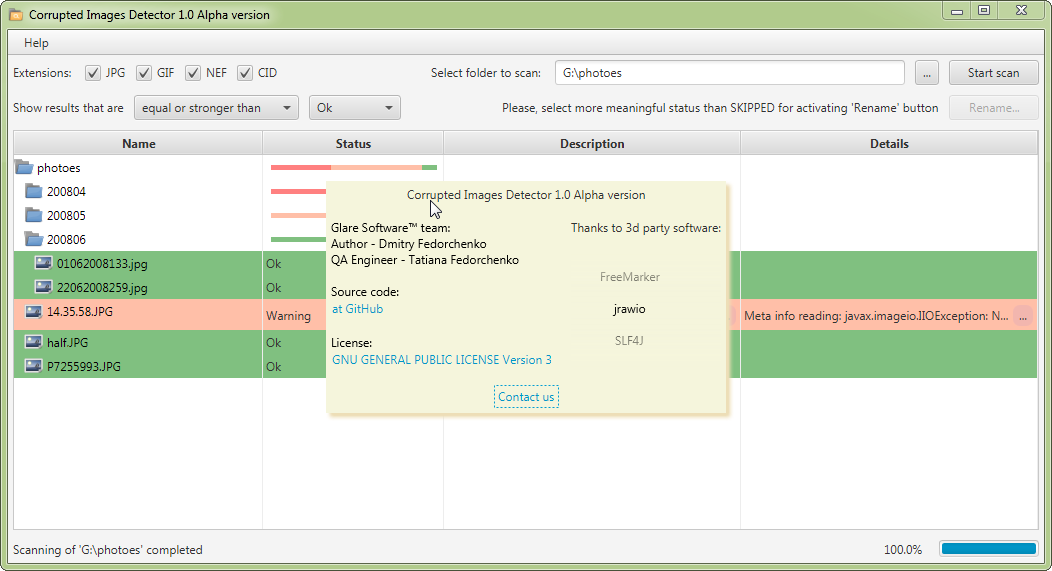 Corrupted Images Detector 1.0 Alpha version
Help
Extensions: JPG GIF NEF CID Select folder to scan: G:\photoes ... Start scan
Show results that are equal or stronger than Ok Please, select more meaningful status than SKIPPED for activating 'Rename' button Rename...
Name Status Description Details
photoes
200804
200805
200806
01062008133.jpg Ok
22062008259.jpg Ok
14.35.58.JPG Warning Meta info reading: javax.imageio.IIOException: N... ...
half.JPG Ok
P7255993.JPG Ok
Corrupted Images Detector 1.0 Alpha version
Glare Software™ team:
Author - Dmitry Fedorchenko
QA Engineer - Tatiana Fedorchenko
Source code:
at GitHub
License:
GNU GENERAL PUBLIC LICENSE Version 3
Thanks to 3d party software:
FreeMarker
jrawio
SLF4J
Contact us
Scanning of 'G:\photoes' completed 100.0%